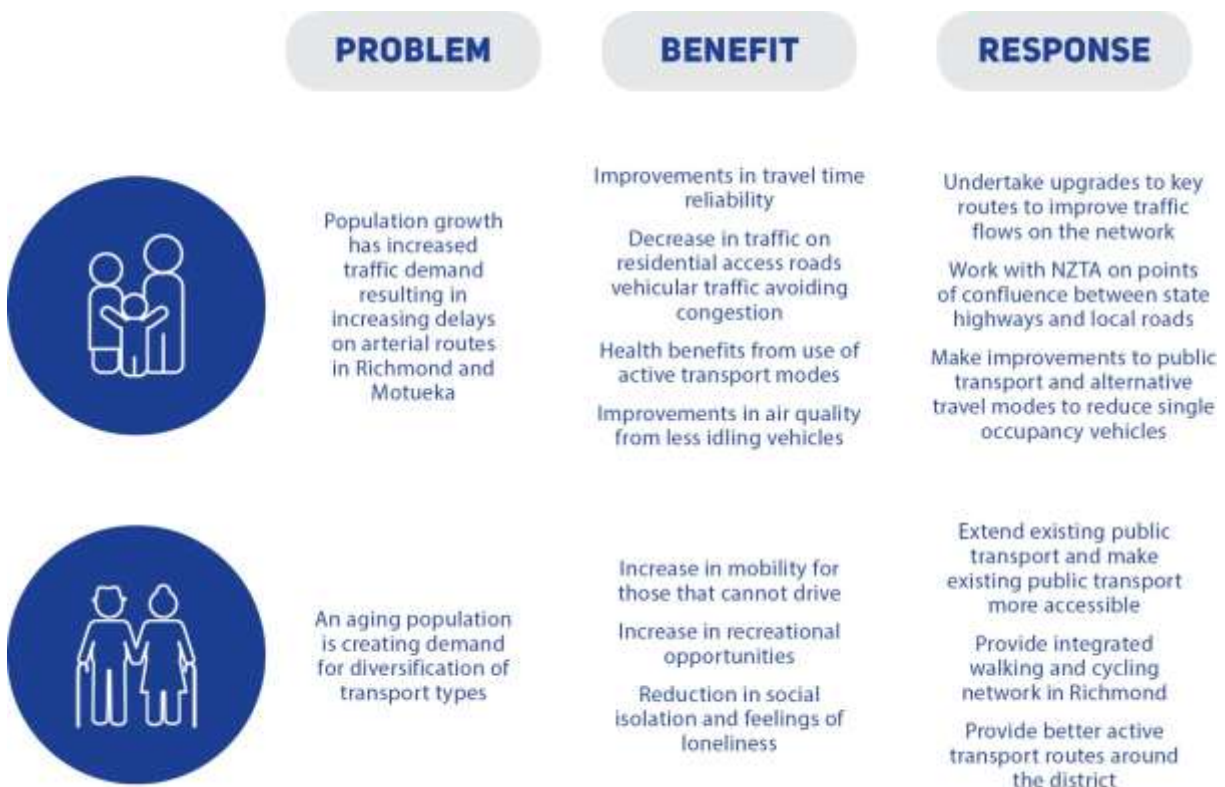 PROBLEM
BENEFIT
RESPONSE
Population growth
has increased
traffic demand
resulting in
increasing delays
on arterial routes
in Richmond and
Motueka
Improvements in travel time
reliability
Decrease in traffic on
residential access roads
vehicular traffic avoiding
congestion
Health benefits from use of
active transport modes
Improvements in air quality
from less idling vehicles
Undertake upgrades to key
routes to improve traffic
flows on the network
Work with NZTA on points
of confluence between state
highways and local roads
Make improvements to public
transport and alternative
travel modes to reduce single
occupancy vehicles
An aging population
is creating demand
for diversification of
transport types
Increase in mobility for
those that cannot drive
Increase in recreational
opportunities
Reduction in social
isolation and feelings of
loneliness
Extend existing public
transport and make
existing public transport
more accessible
Provide integrated
walking and cycling
network in Richmond
Provide better active
transport routes around
the district